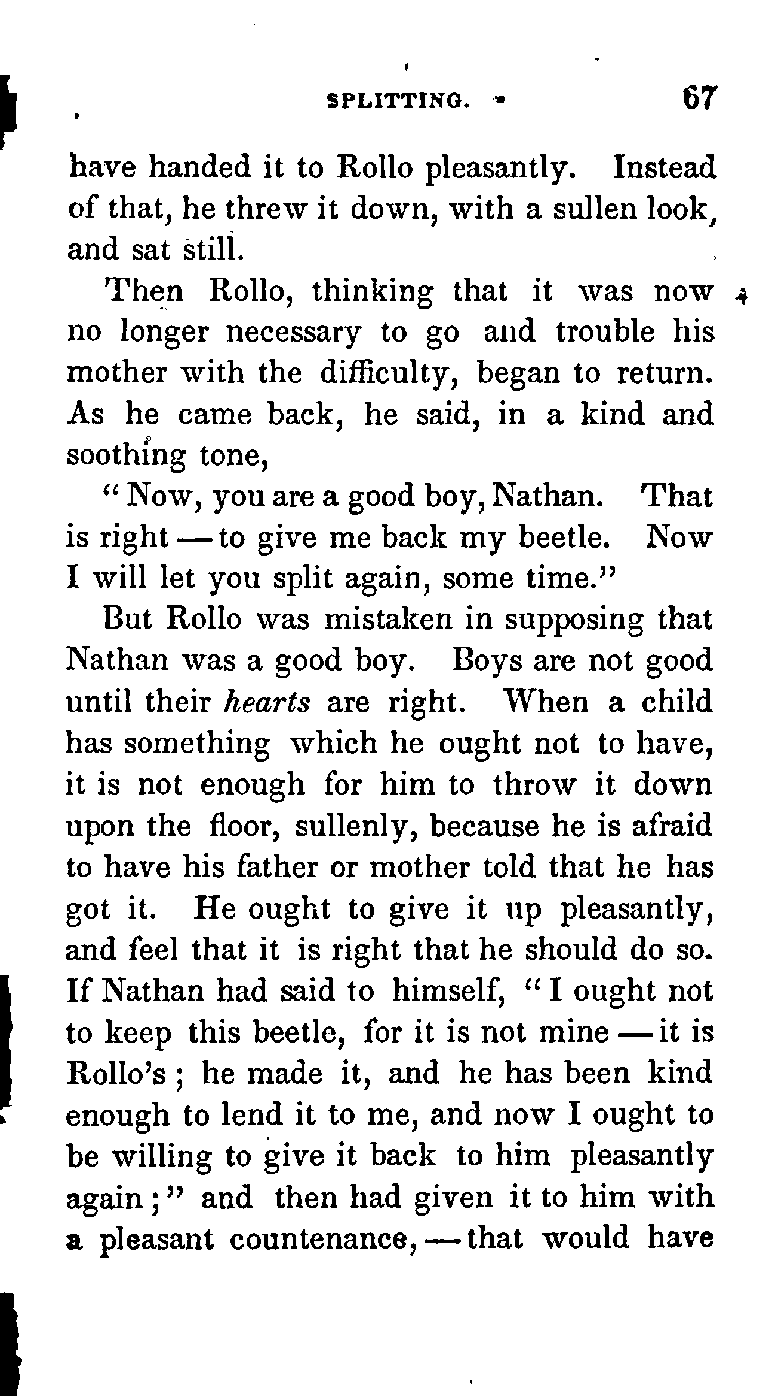 SPLITTING. 67
have handed it to Rollo pleasantly. Instead
of that, he threw it down, with a sullen look,
and sat still.
Then Rollo, thinking that it was now
no longer necessary to go and trouble his
mother with the difficulty, began to return.
As he came back, he said, in a kind and
soothing tone,
“ Now, you are a good boy, Nathan. That
is right — to give me back my beetle. Now
I will let you split again, some time.”
But Rollo was mistaken in supposing that
Nathan was a good boy. Boys are not good
until their hearts are right. When a child
has something which he ought not to have,
it is not enough for him to throw it down
upon the floor, sullenly, because he is afraid
to have his father or mother told that he has
got it. He ought to give it up pleasantly,
and feel that it is right that he should do so.
If Nathan had said to himself, “ I ought not
to keep this beetle, for it is not mine — it is
Rollo’s ; he made it, and he has been kind
enough to lend it to me, and now I ought to
be willing to give it back to him pleasantly
again ; ” and then had given it to him with
a pleasant countenance, — that would have